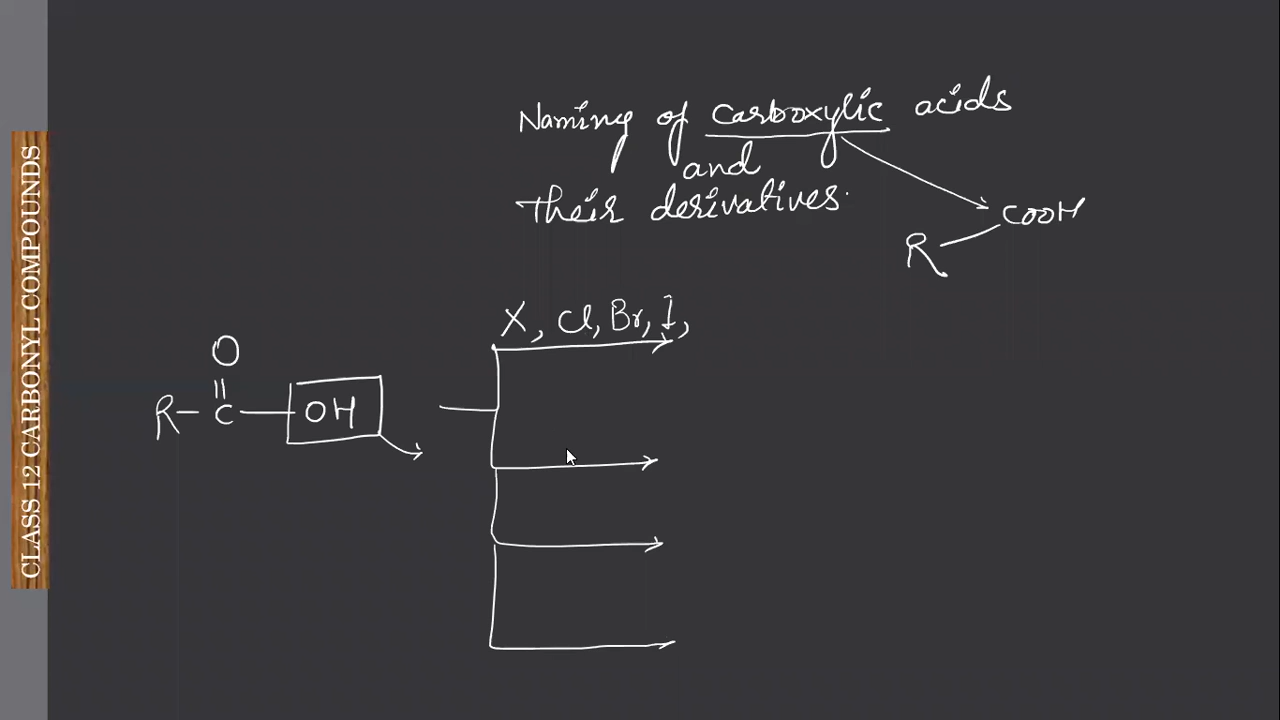 CLASS 12 CARBONYL COMPOUNDS
Naming of carboxylic acids
and
their derivatives.
COOH
R
X, Cl, Br, I,
O
R-C-OH